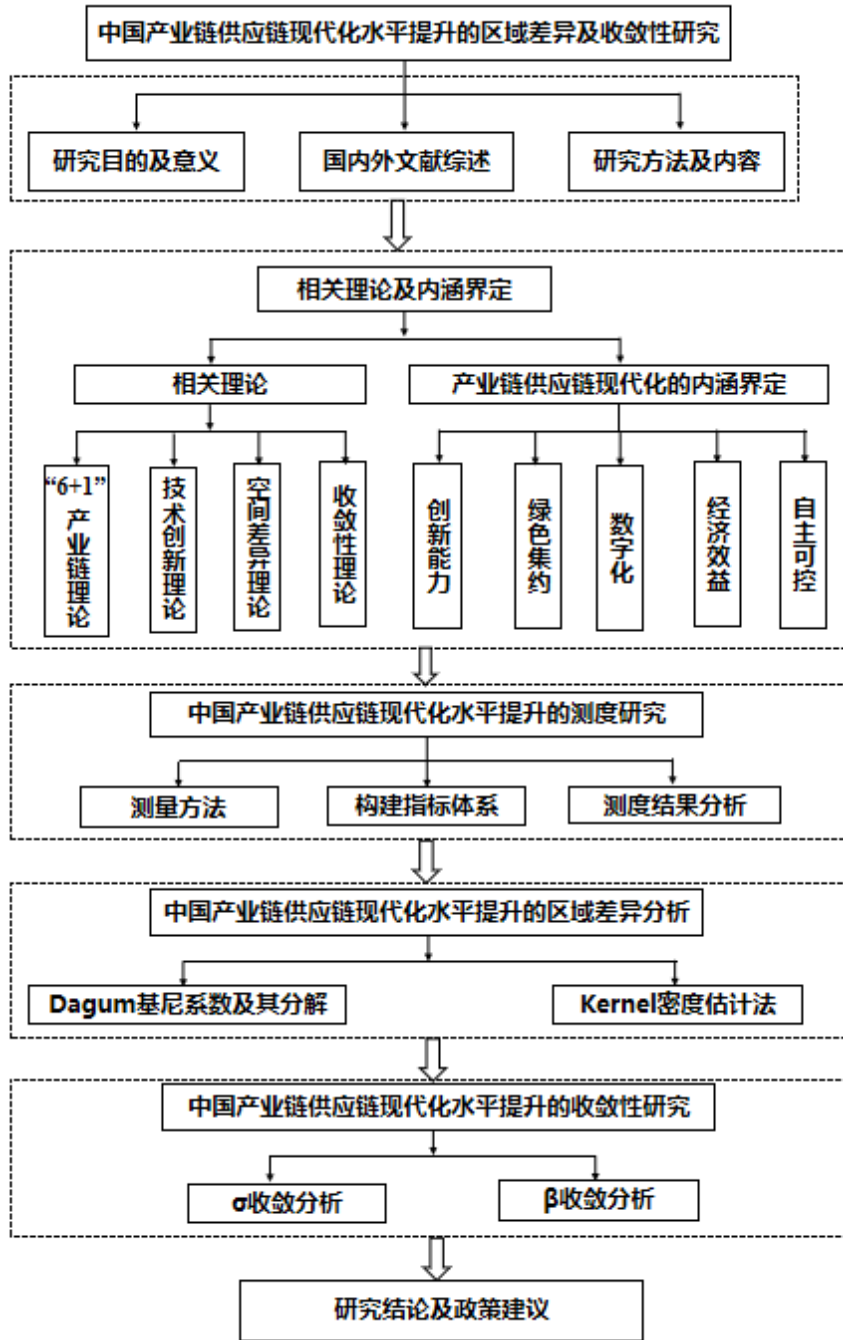 中国产业链供应链现代化水平提升的区域差异及收敛性研究
研究目的及意义
国内外文献综述
研究方法及内容
相关理论及内涵界定
相关理论
产业链供应链现代化的内涵界定
“6+1”产业链理论
技术创新理论
空间差异理论
收敛性理论
创新能力
绿色集约
数字化
经济效益
自主可控
中国产业链供应链现代化水平提升的测度研究
测量方法
构建指标体系
测度结果分析
中国产业链供应链现代化水平提升的区域差异分析
Dagum基尼系数及其分解
Kernel密度估计法
中国产业链供应链现代化水平提升的收敛性研究
σ收敛分析
β收敛分析
研究结论及政策建议